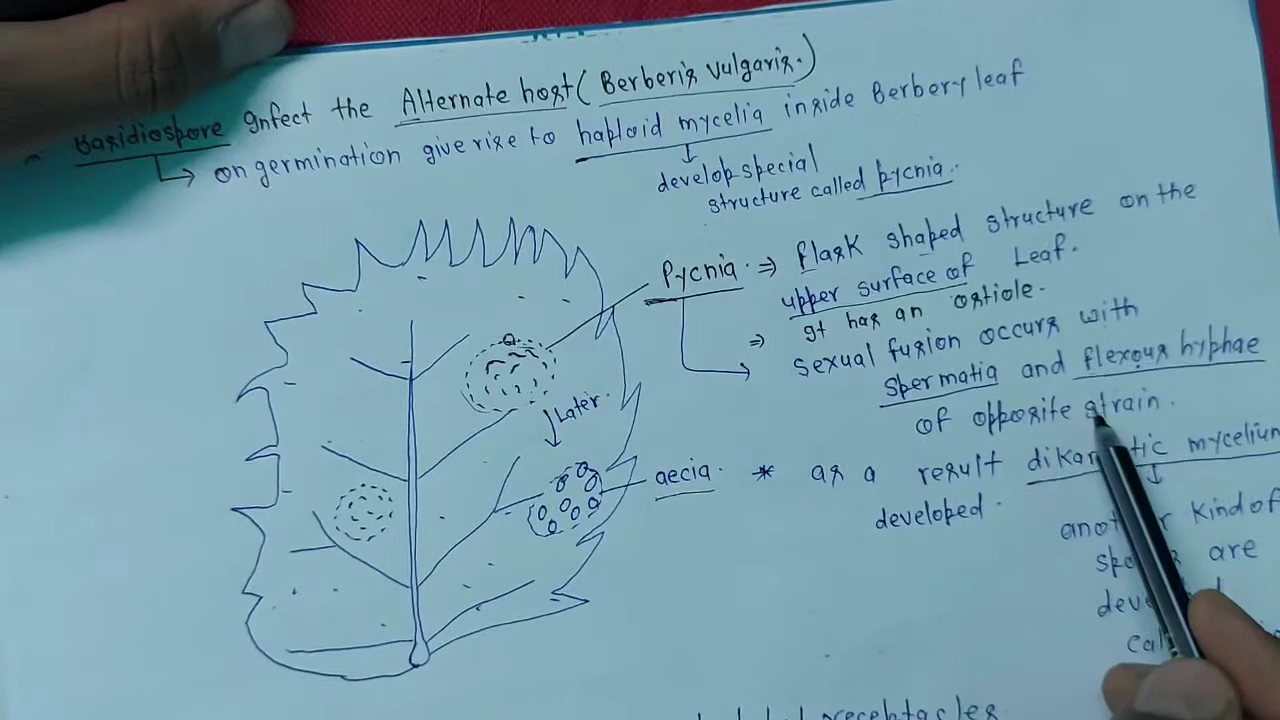 Basidiospore Infect the Alternate host (Berberis vulgaris.)
on germination give rise to haploid mycelia inside Berbery leaf
develop special
structure called pycnia.
Pycnia. ⇒ flask shaped structure on the
upper surface of Leaf.
⇒ It has an ostiole.
sexual fusion occurs with
spermatia and flexous hyphae
of opposite strain.
Later.
aecia. * as a result mycelium
developed.
kind of
are
receptacles